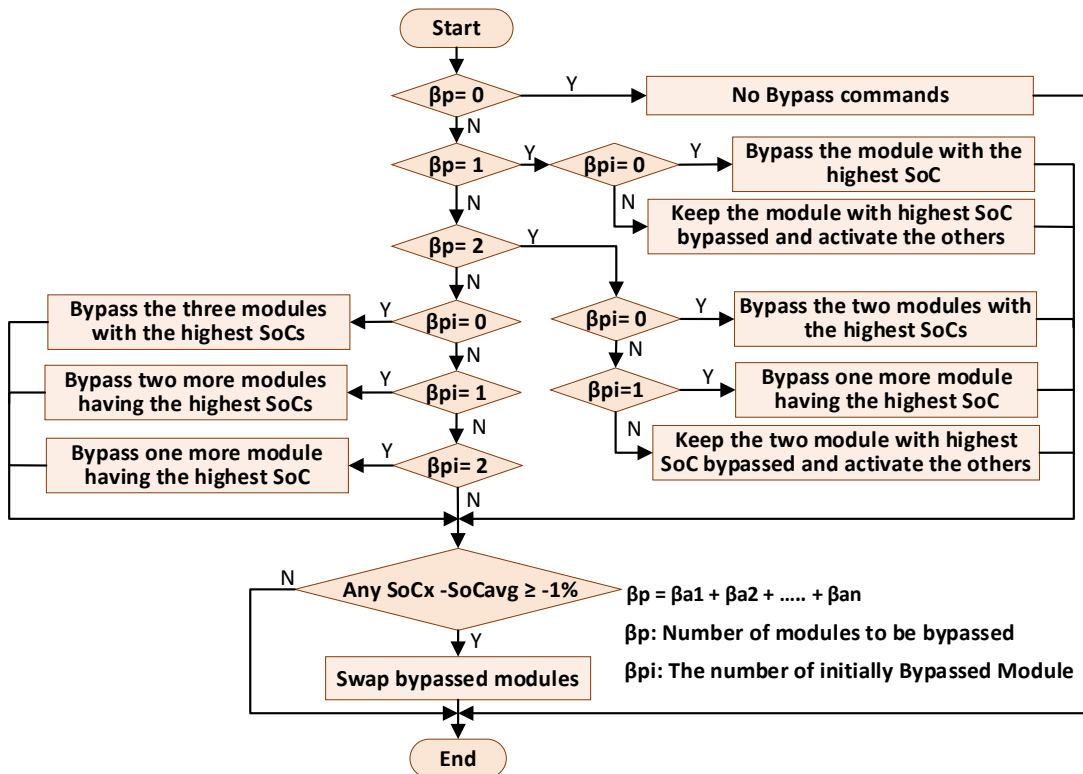 Start
βp= 0
Y
No Bypass commands
N
βp= 1
Y
βpi= 0
Y
Bypass the module with the
highest SoC
N
N
Keep the module with highest SoC
bypassed and activate the others
βp= 2
Y
N
Bypass the three modules
with the highest SoCs
Y
βpi= 0
βpi= 0
Y
Bypass the two modules with
the highest SoCs
N
N
Bypass two more modules
having the highest SoCs
Y
βpi= 1
βpi=1
Y
Bypass one more module
having the highest SoC
N
N
Keep the two module with highest
SoC bypassed and activate the others
Bypass one more module
having the highest SoC
Y
βpi= 2
N
N
Any SoCx -SoCavg ≥ -1%
Y
βp = βa1 + βa2 + ..... + βan
βp: Number of modules to be bypassed
βpi: The number of initially Bypassed Module
Swap bypassed modules
End